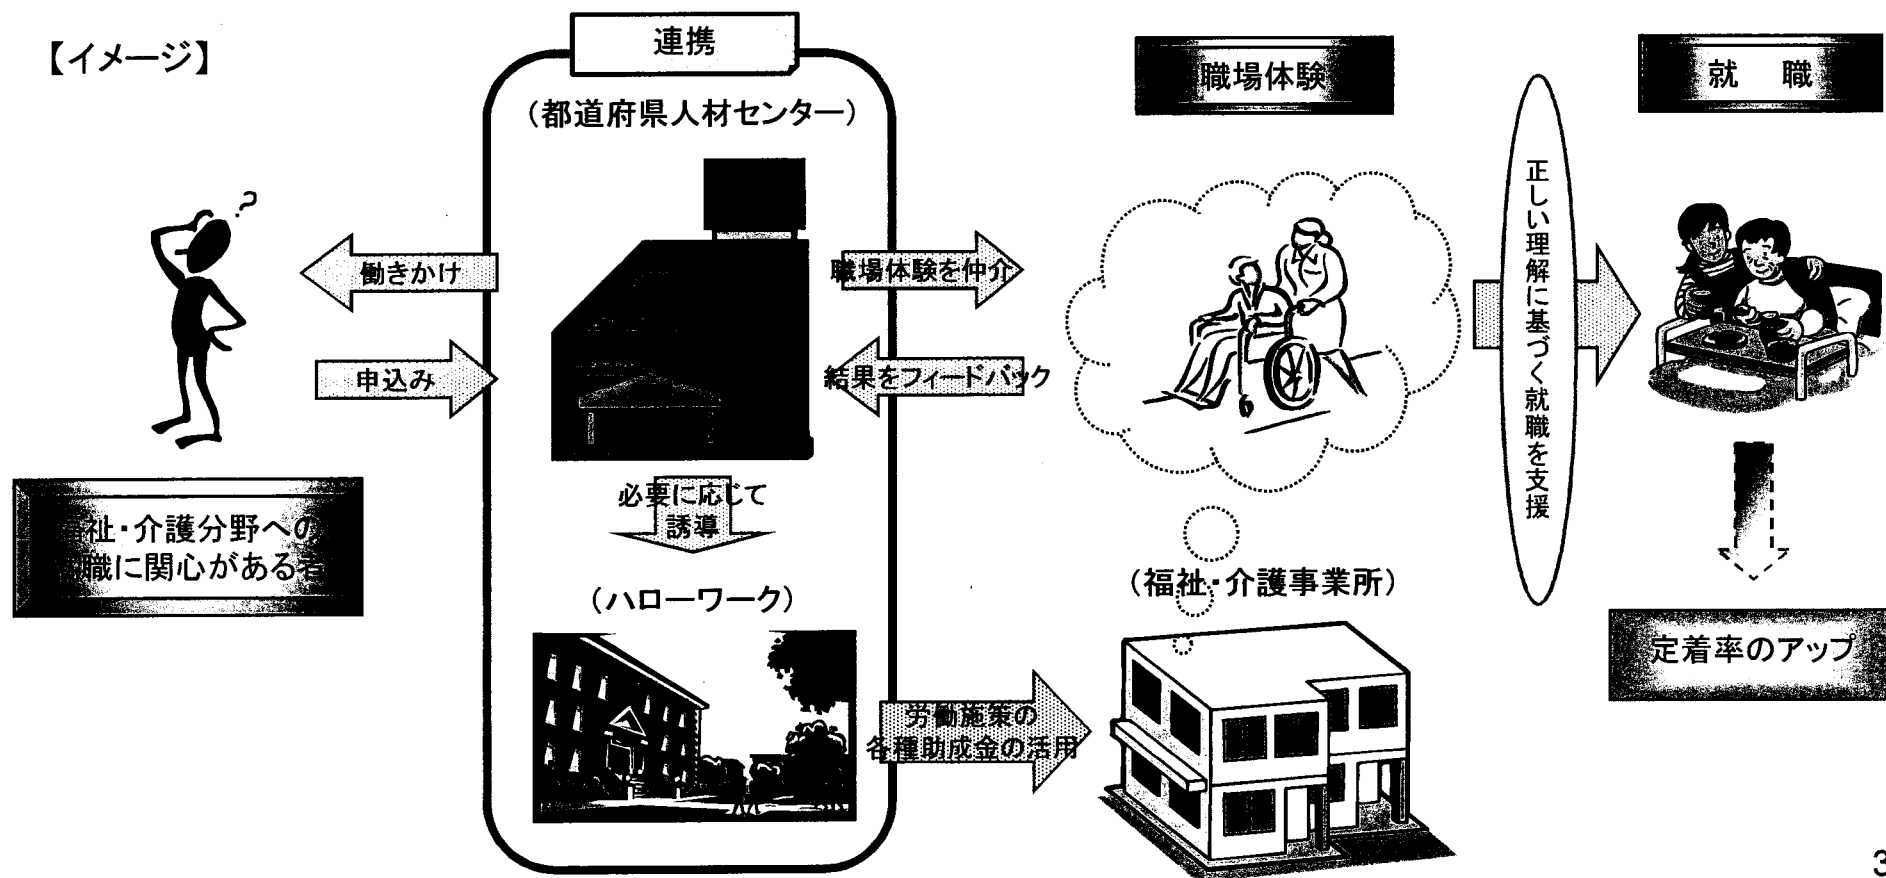 【イメージ】
連携
(都道府県人材センター)
職場体験
就 職
?
働きかけ
申込み
職場体験を仲介
結果をフィードバック
正しい理解に基づく就職を支援
祉・介護分野への
職に関心がある者
必要に応じて
誘導
(ハローワーク)
労働施策の
各種助成金の活用
(福祉・介護事業所)
定着率のアップ
3